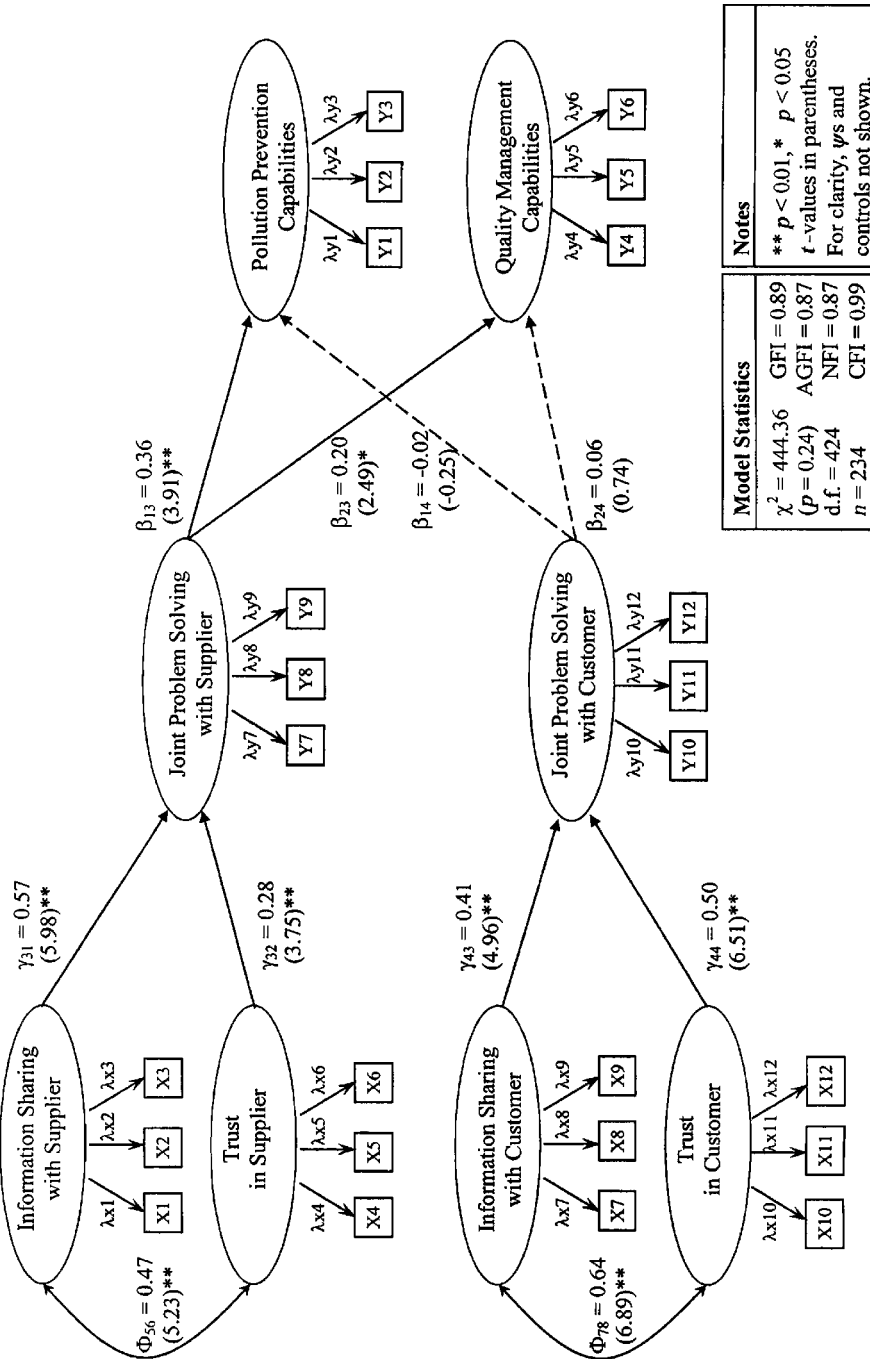 Information Sharing
with Supplier
λx1
λx2
λx3
X1
X2
X3
Φ56 = 0.47
(5.23)**
Trust
in Supplier
λx4
λx5
λx6
X4
X5
X6
γ31 = 0.57
(5.98)**
γ32 = 0.28
(3.75)**
Joint Problem Solving
with Supplier
λy7
λy8
λy9
Y7
Y8
Y9
β13 = 0.36
(3.91)**
β23 = 0.20
(2.49)*
β14 = -0.02
(-0.25)
β24 = 0.06
(0.74)
Pollution Prevention
Capabilities
λy1
λy2
λy3
Y1
Y2
Y3
Quality Management
Capabilities
λy4
λy5
λy6
Y4
Y5
Y6
Information Sharing
with Customer
λx7
λx8
λx9
X7
X8
X9
Φ78 = 0.64
(6.89)**
Trust
in Customer
λx10
λx11
λx12
X10
X11
X12
γ43 = 0.41
(4.96)**
γ44 = 0.50
(6.51)**
Joint Problem Solving
with Customer
λy10
λy11
λy12
Y10
Y11
Y12
Model Statistics
χ² = 444.36 GFI = 0.89
(p = 0.24) AGFI = 0.87
d.f. = 424 NFI = 0.87
n = 234 CFI = 0.99
Notes
** p < 0.01, * p < 0.05
t-values in parentheses.
For clarity, ψs and
controls not shown.